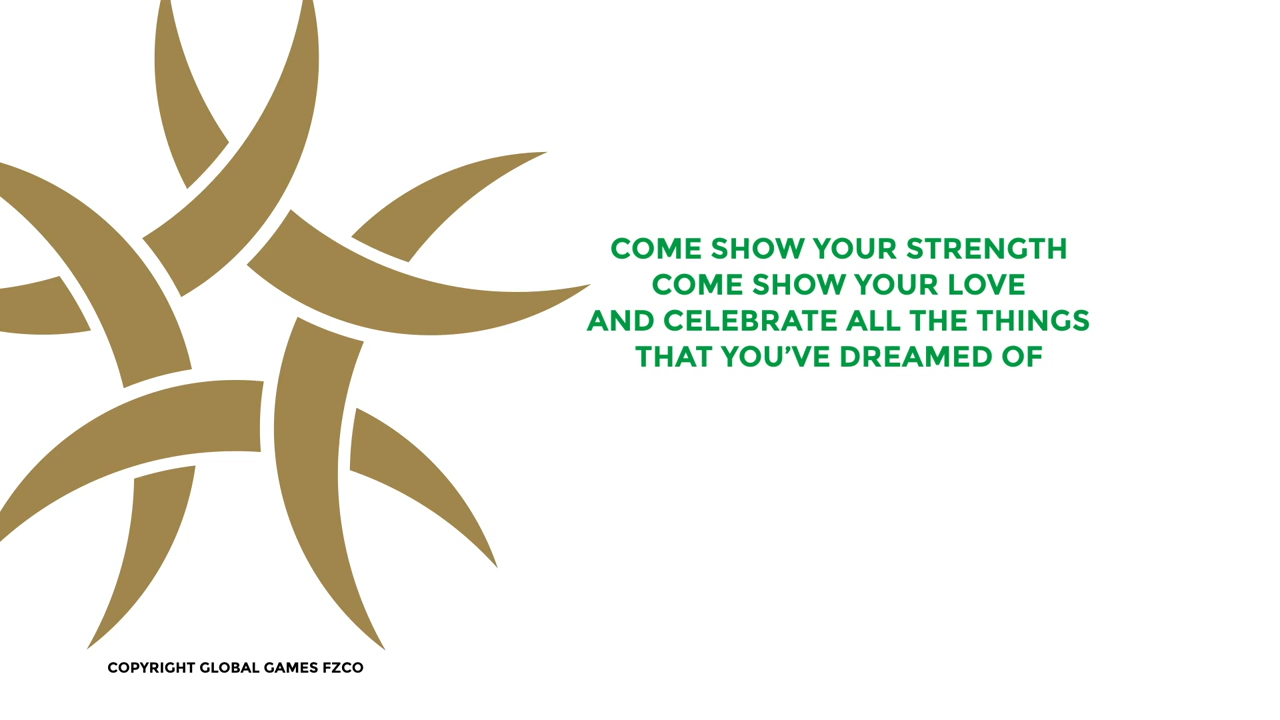 COME SHOW YOUR STRENGTH
COME SHOW YOUR LOVE
AND CELEBRATE ALL THE THINGS
THAT YOU’VE DREAMED OF
COPYRIGHT GLOBAL GAMES FZCO